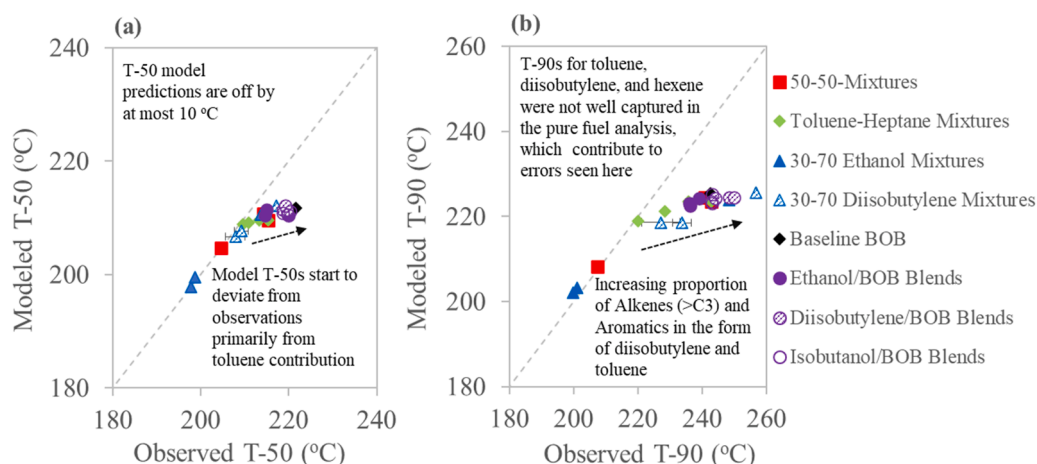 (a)
240
220
200
180
180
200
220
240
Modeled T-50 (ºC)
Observed T-50 (ºC)
T-50 model
predictions are off by
at most 10 ºC
Model T-50s start to
deviate from
observations
primarily from
toluene contribution
(b)
260
240
220
200
180
180
200
220
240
260
Modeled T-90 (ºC)
Observed T-90 (ºC)
T-90s for toluene,
diisobutylene, and hexene
were not well captured in
the pure fuel analysis,
which contribute to
errors seen here
Increasing proportion
of Alkenes (>C3) and
Aromatics in the form
of diisobutylene and
toluene
50-50-Mixtures
Toluene-Heptane Mixtures
30-70 Ethanol Mixtures
30-70 Diisobutylene Mixtures
Baseline BOB
Ethanol/BOB Blends
Diisobutylene/BOB Blends
Isobutanol/BOB Blends